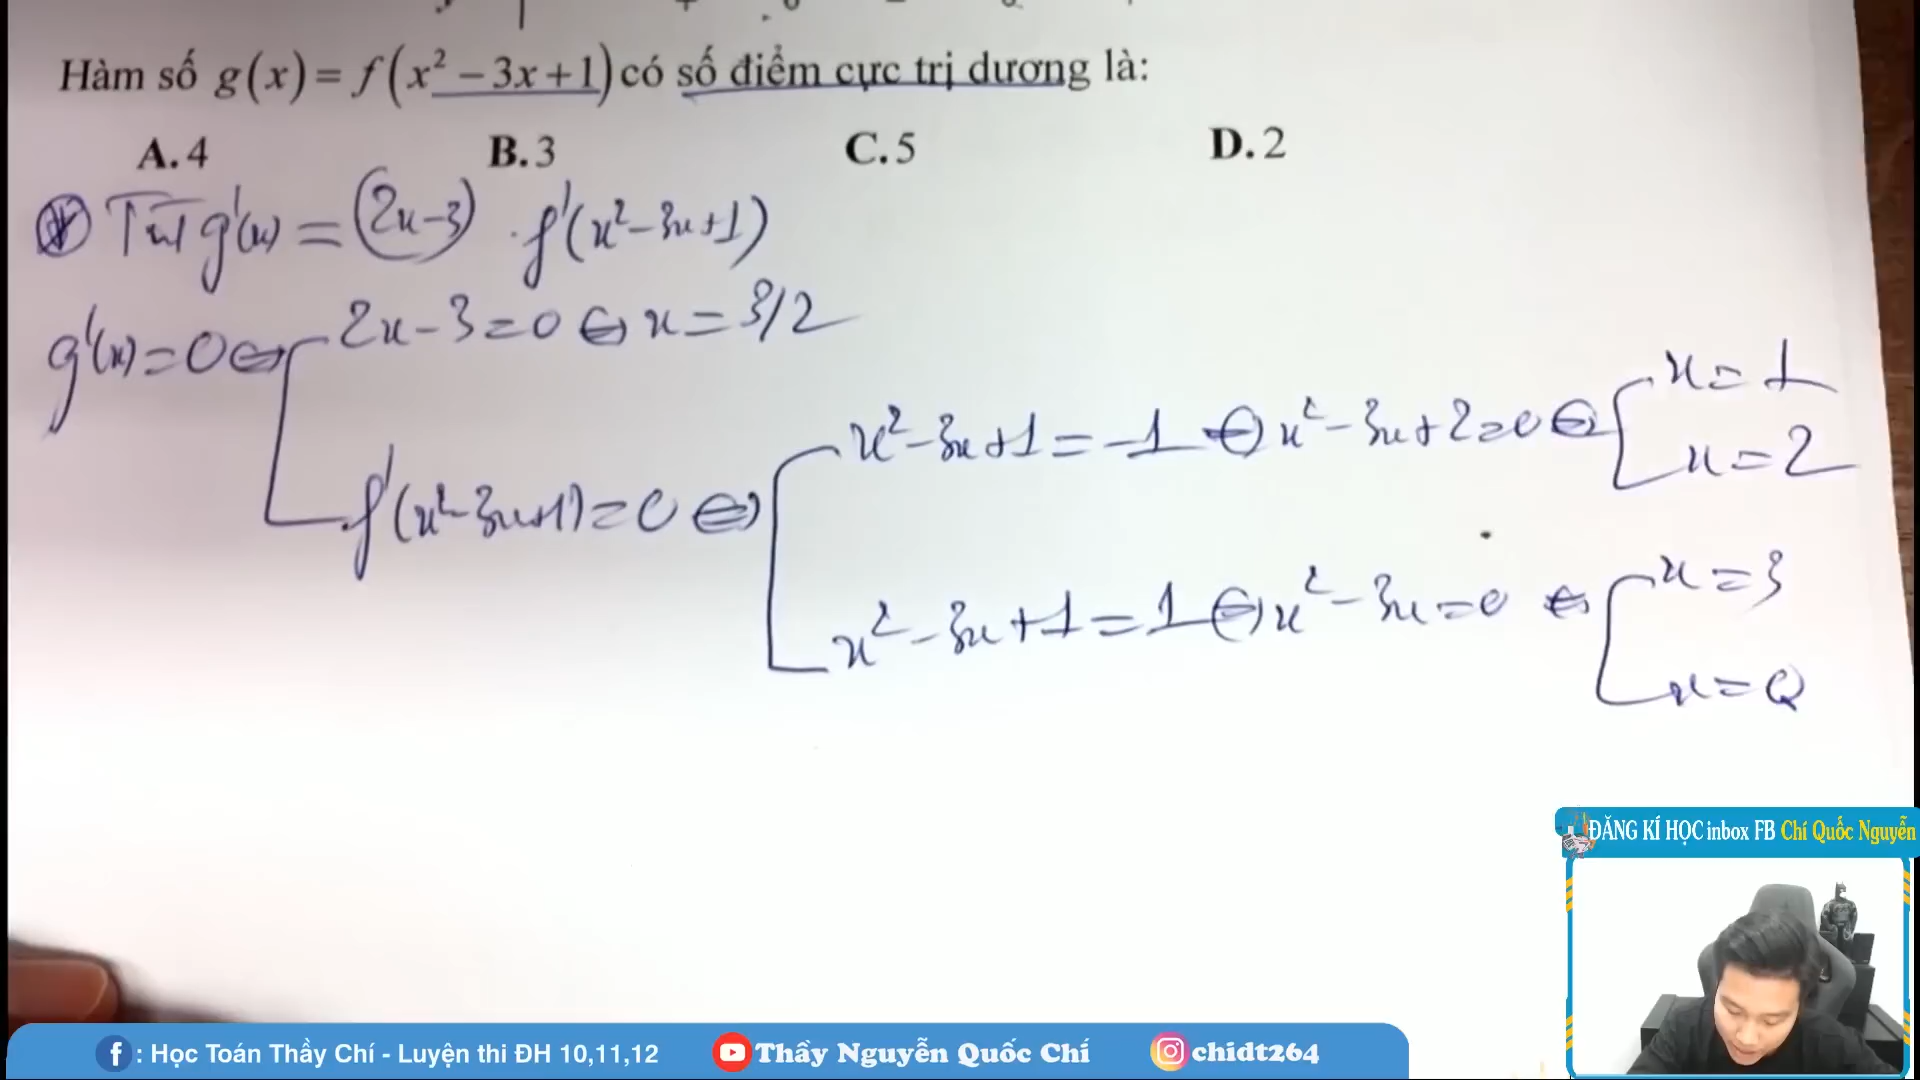 Hàm số g(x) = f(x² − 3x + 1) có số điểm cực trị dương là:
A. 4 B. 3 C. 5 D. 2
g'(x) = (2x-3) . f'(x² - 3x + 1)
g'(x) = 0 ⇔ 2x - 3 = 0 ⇔ x = 3/2
x² - 3x + 1 = -1 ⇔ x² - 3x + 2 = 0 ⇔ x = 1
x = 2
f'(x² - 3x + 1) = 0 ⇔
x² - 3x + 1 = 1 ⇔ x² - 3x = 0 ⇔ x = 3
x = 0
ĐĂNG KÍ HỌC inbox FB Chí Quốc Nguyễn
: Học Toán Thầy Chí - Luyện thi ĐH 10,11,12 Thầy Nguyễn Quốc Chí chidt264